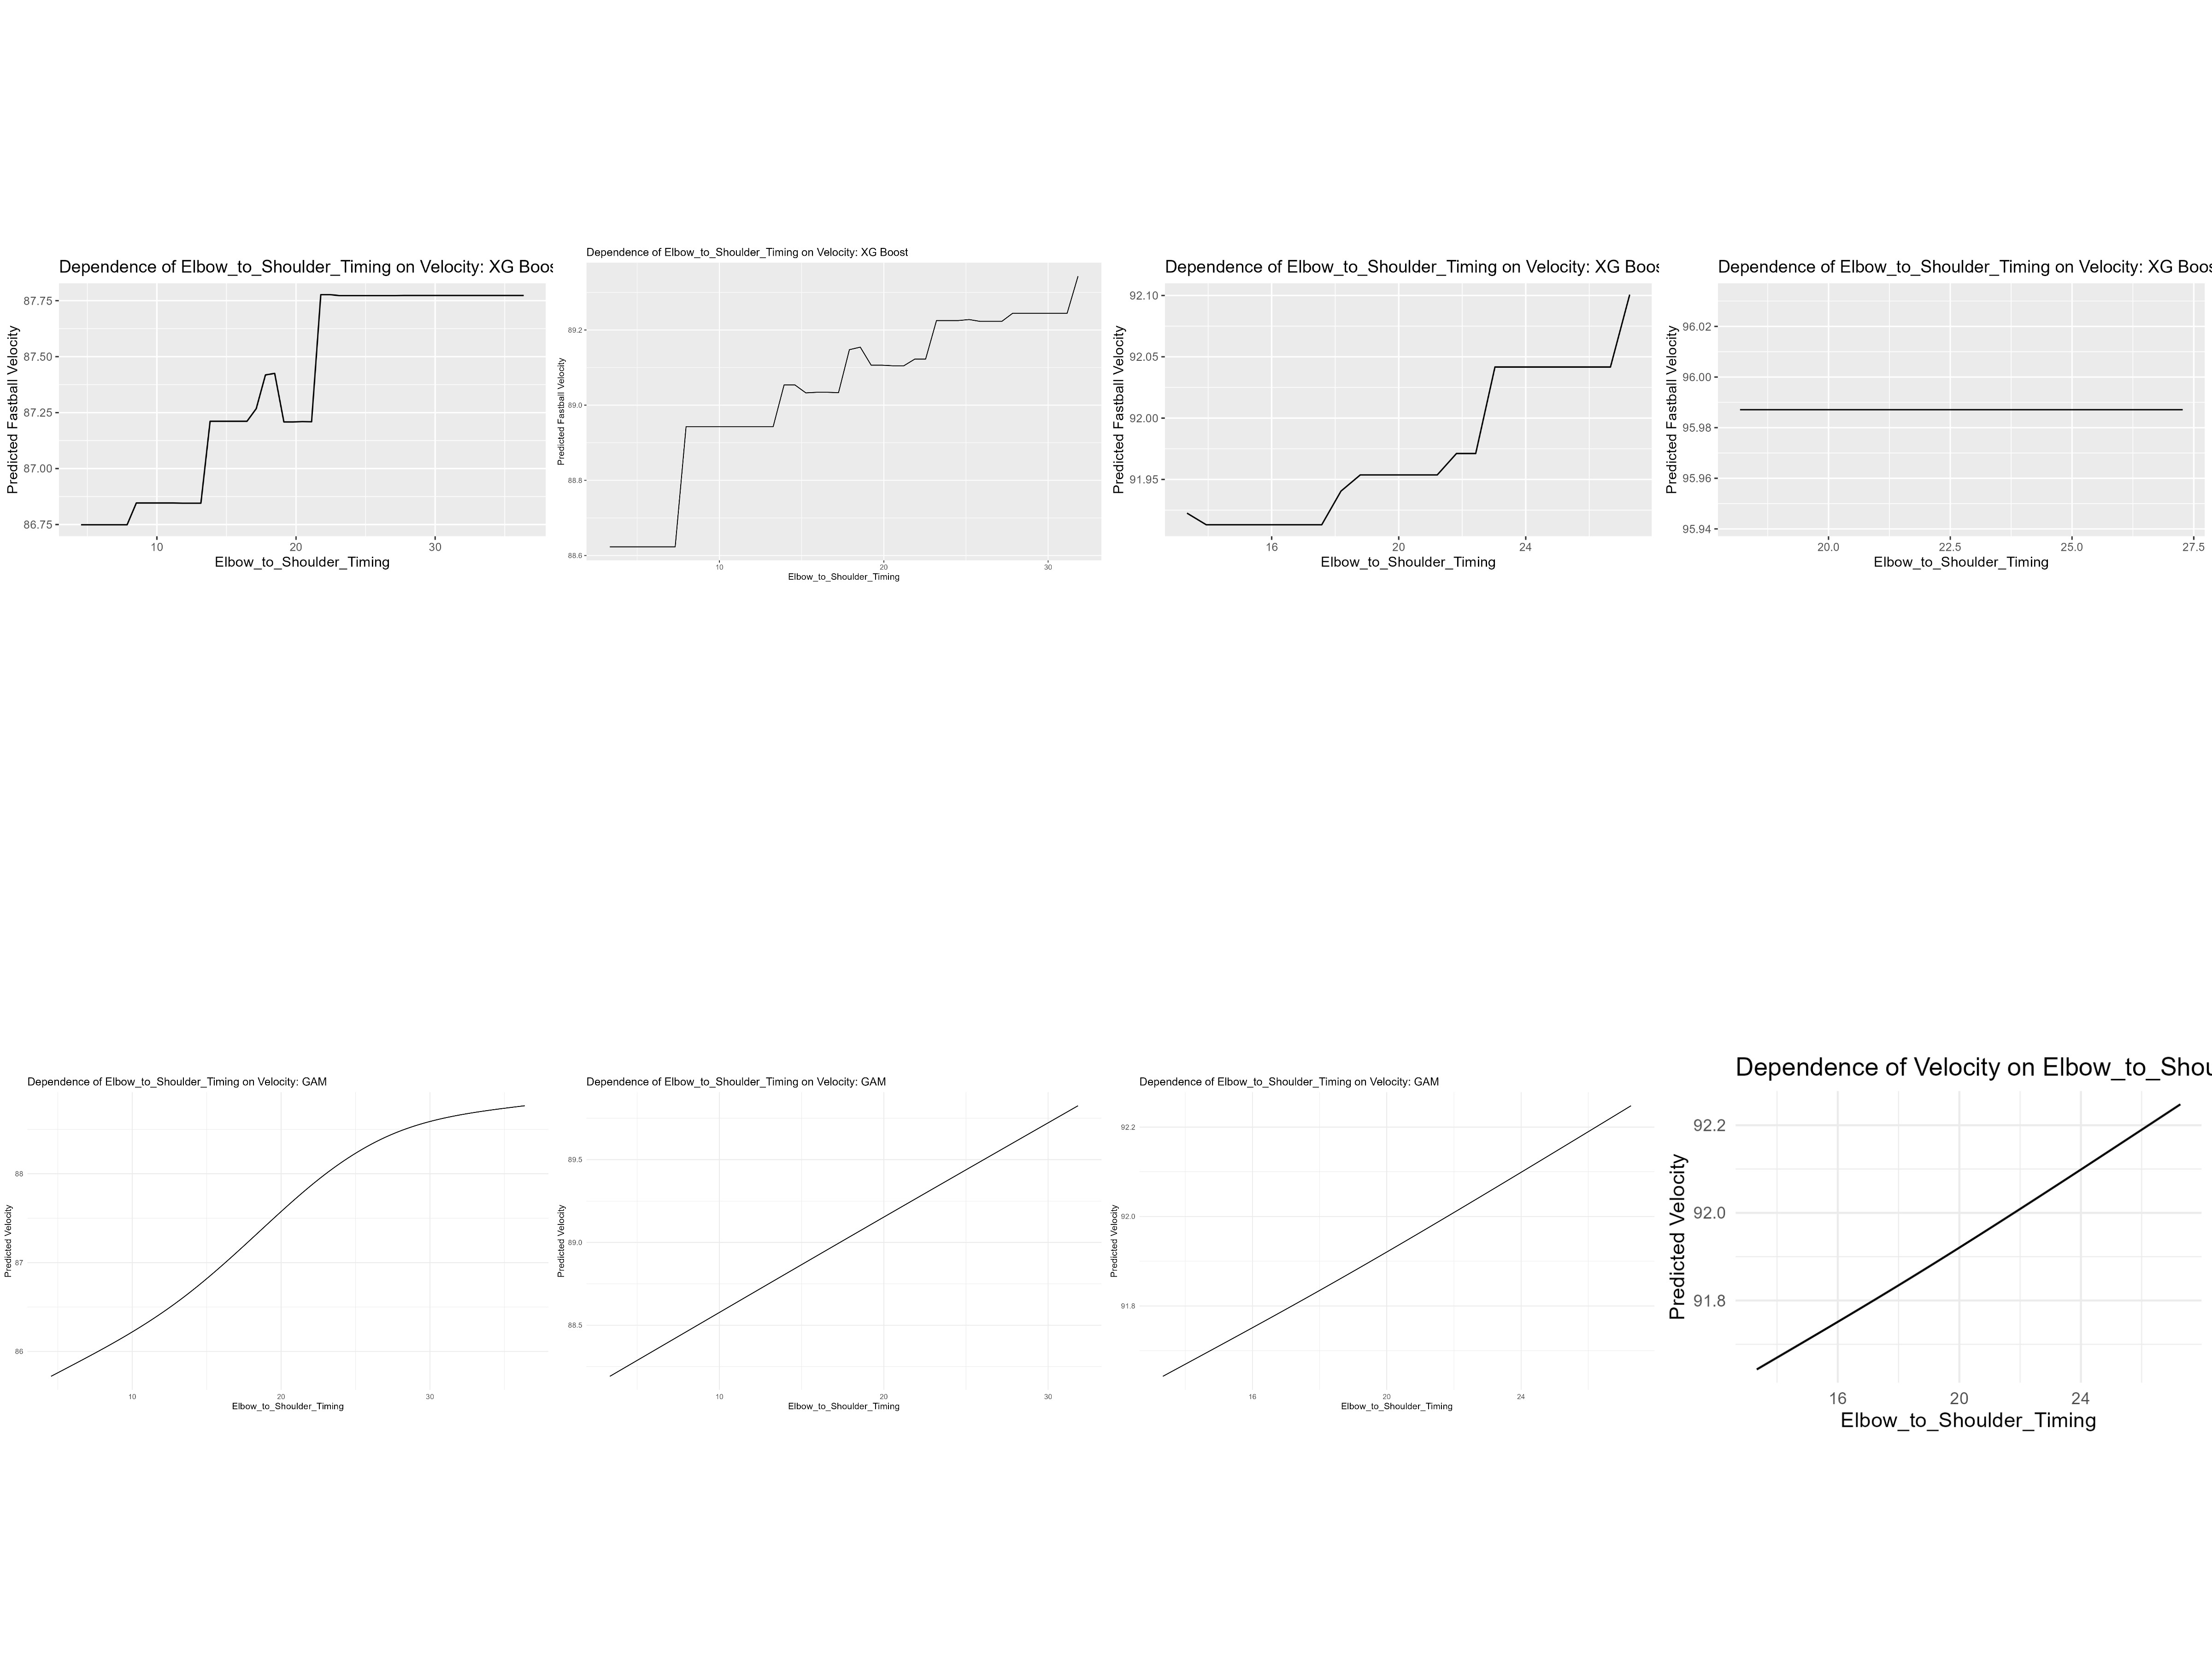 Dependence of Elbow_to_Shoulder_Timing on Velocity: XG Boos
87.75
87.50
87.25
87.00
86.75
Predicted Fastball Velocity
10 20 30
Elbow_to_Shoulder_Timing
Dependence of Elbow_to_Shoulder_Timing on Velocity: XG Boost
89.2
89.0
88.8
88.6
Predicted Fastball Velocity
10 20 30
Elbow_to_Shoulder_Timing
Dependence of Elbow_to_Shoulder_Timing on Velocity: XG Boos
92.10
92.05
92.00
91.95
Predicted Fastball Velocity
16 20 24
Elbow_to_Shoulder_Timing
Dependence of Elbow_to_Shoulder_Timing on Velocity: XG Boos
96.02
96.00
95.98
95.96
95.94
Predicted Fastball Velocity
20.0 22.5 25.0 27.5
Elbow_to_Shoulder_Timing
Dependence of Elbow_to_Shoulder_Timing on Velocity: GAM
88
87
86
Predicted Velocity
10 20 30
Elbow_to_Shoulder_Timing
Dependence of Elbow_to_Shoulder_Timing on Velocity: GAM
89.5
89.0
88.5
Predicted Velocity
10 20 30
Elbow_to_Shoulder_Timing
Dependence of Elbow_to_Shoulder_Timing on Velocity: GAM
92.2
92.0
91.8
Predicted Velocity
16 20 24
Elbow_to_Shoulder_Timing
Dependence of Velocity on Elbow_to_Shou
92.2
92.0
91.8
Predicted Velocity
16 20 24
Elbow_to_Shoulder_Timing